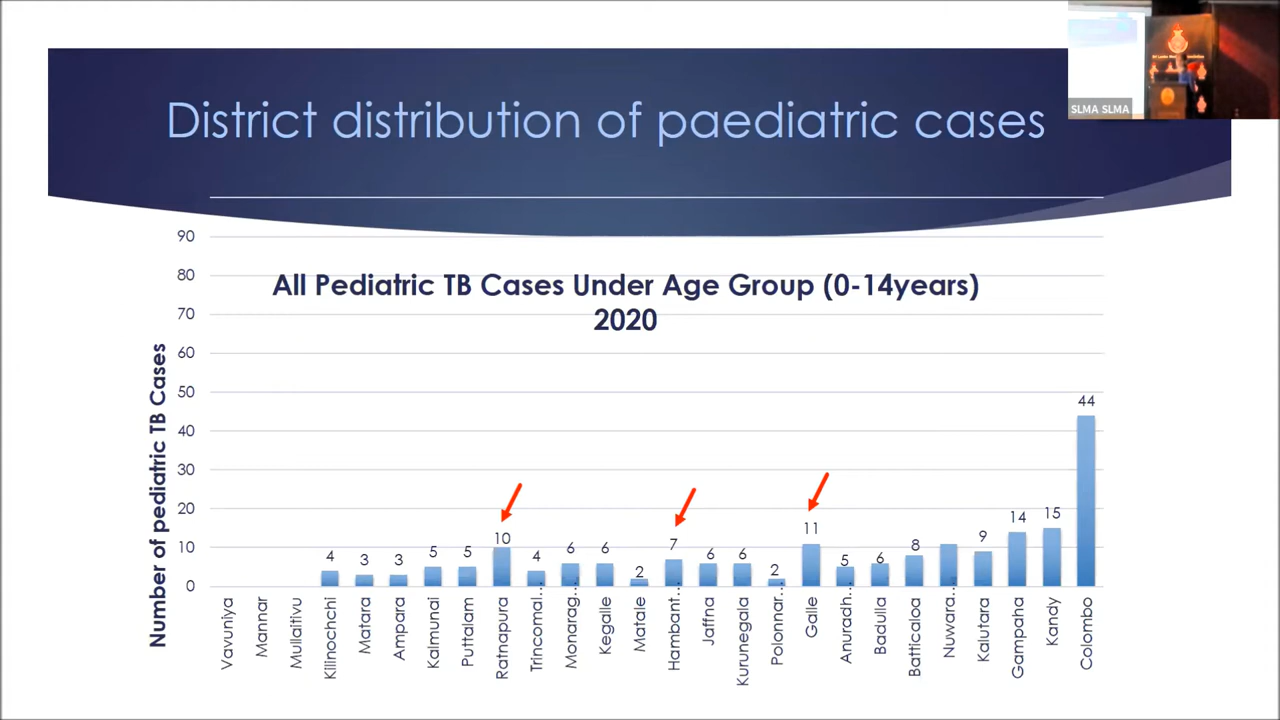 SLMA SLMA
District distribution of paediatric cases
All Pediatric TB Cases Under Age Group (0-14years)
2020
Number of pediatric TB Cases
90
80
70
60
50
40
30
20
10
0
4
3
3
5
5
10
4
6
6
2
7
6
6
2
11
5
6
8
9
14
15
44
Vavuniya
Mannar
Mullaitivu
Kilinochchi
Matara
Ampara
Kalmunai
Puttalam
Ratnapura
Trincomal...
Monarag...
Kegalle
Matale
Hambant...
Jaffna
Kurunegala
Polonnar...
Galle
Anuradh...
Badulla
Batticaloa
Nuwara...
Kalutara
Gampaha
Kandy
Colombo